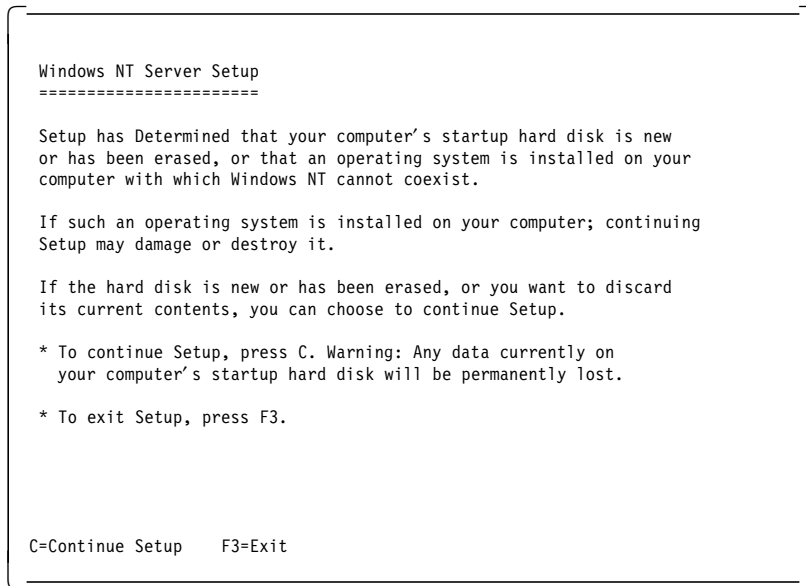 Windows NT Server Setup
=======================
Setup has Determined that your computer's startup hard disk is new
or has been erased, or that an operating system is installed on your
computer with which Windows NT cannot coexist.
If such an operating system is installed on your computer; continuing
Setup may damage or destroy it.
If the hard disk is new or has been erased, or you want to discard
its current contents, you can choose to continue Setup.
* To continue Setup, press C. Warning: Any data currently on
your computer's startup hard disk will be permanently lost.
* To exit Setup, press F3.
C=Continue Setup F3=Exit